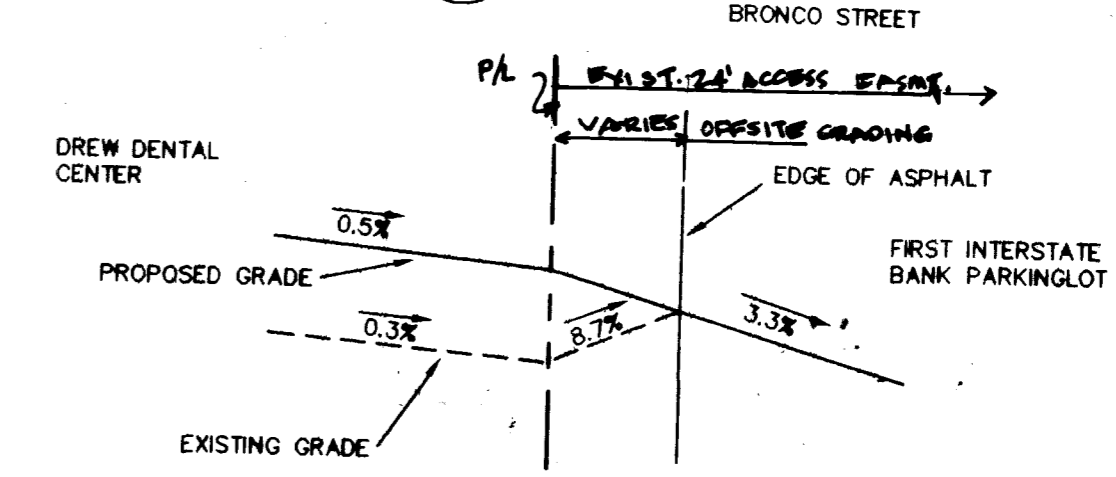 BRONCO STREET
P/L
EXIST. 24' ACCESS EASMT.
VARIES
OFFSITE GRADING
DREW DENTAL
CENTER
EDGE OF ASPHALT
0.5%
FIRST INTERSTATE
BANK PARKINGLOT
PROPOSED GRADE
0.3%
8.7%
3.3%
EXISTING GRADE